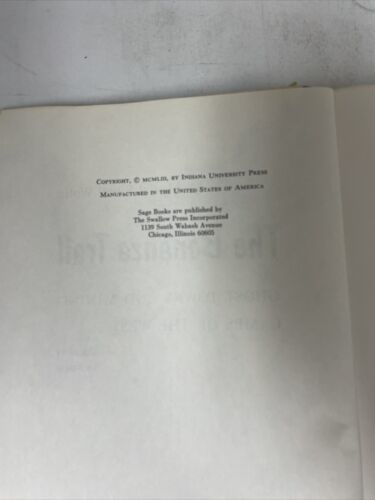 Copyright, © MCMLIII, by Indiana University Press
Manufactured in the United States of America
Sage Books are published by
The Swallow Press Incorporated
1139 South Wabash Avenue
Chicago, Illinois 60605